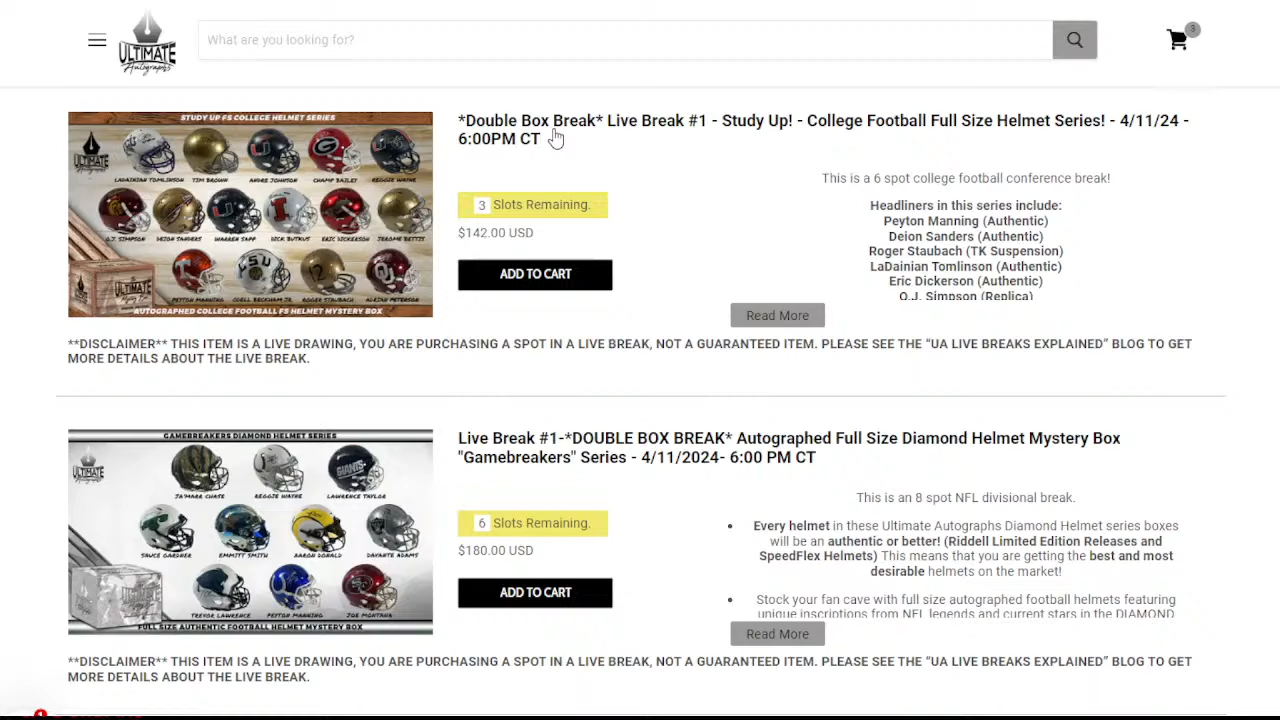 ULTIMATE
Autographs
What are you looking for?
3
STUDY UP FS COLLEGE HELMET SERIES
ULTIMATE
LADAINIAN TOMLINSON TIM BROWN ANDRE JOHNSON CHAMP BAILEY REGGIE WAYNE
O.J. SIMPSON DEION SANDERS WARREN SAPP DICK BUTKUS ERIC DICKERSON JEROME BETTIS
ULTIMATE
PEYTON MANNING ODELL BECKHAM JR. ROGER STAUBACH ADRIAN PETERSON
AUTOGRAPHED COLLEGE FOOTBALL FS HELMET MYSTERY BOX
*Double Box Break* Live Break #1 - Study Up! - College Football Full Size Helmet Series! - 4/11/24 -
6:00PM CT
3 Slots Remaining.
$142.00 USD
ADD TO CART
This is a 6 spot college football conference break!
Headliners in this series include:
Peyton Manning (Authentic)
Deion Sanders (Authentic)
Roger Staubach (TK Suspension)
LaDainian Tomlinson (Authentic)
Eric Dickerson (Authentic)
O.J. Simpson (Replica)
Read More
**DISCLAIMER** THIS ITEM IS A LIVE DRAWING, YOU ARE PURCHASING A SPOT IN A LIVE BREAK, NOT A GUARANTEED ITEM. PLEASE SEE THE “UA LIVE BREAKS EXPLAINED” BLOG TO GET
MORE DETAILS ABOUT THE LIVE BREAK.
GAMEBREAKERS DIAMOND HELMET SERIES
ULTIMATE
JA'MARR CHASE REGGIE WAYNE LAWRENCE TAYLOR
GIANTS
SAUCE GARDNER EMMITT SMITH AARON DONALD DAVANTE ADAMS
TREVOR LAWRENCE PEYTON MANNING JOE MONTANA
FULL SIZE AUTHENTIC FOOTBALL HELMET MYSTERY BOX
Live Break #1-*DOUBLE BOX BREAK* Autographed Full Size Diamond Helmet Mystery Box
"Gamebreakers" Series - 4/11/2024- 6:00 PM CT
6 Slots Remaining.
$180.00 USD
ADD TO CART
This is an 8 spot NFL divisional break.
Every helmet in these Ultimate Autographs Diamond Helmet series boxes
will be an authentic or better! (Riddell Limited Edition Releases and
SpeedFlex Helmets) This means that you are getting the best and most
desirable helmets on the market!
Stock your fan cave with full size autographed football helmets featuring
unique inscriptions from NFL legends and current stars in the DIAMOND
Read More
**DISCLAIMER** THIS ITEM IS A LIVE DRAWING, YOU ARE PURCHASING A SPOT IN A LIVE BREAK, NOT A GUARANTEED ITEM. PLEASE SEE THE “UA LIVE BREAKS EXPLAINED” BLOG TO GET
MORE DETAILS ABOUT THE LIVE BREAK.